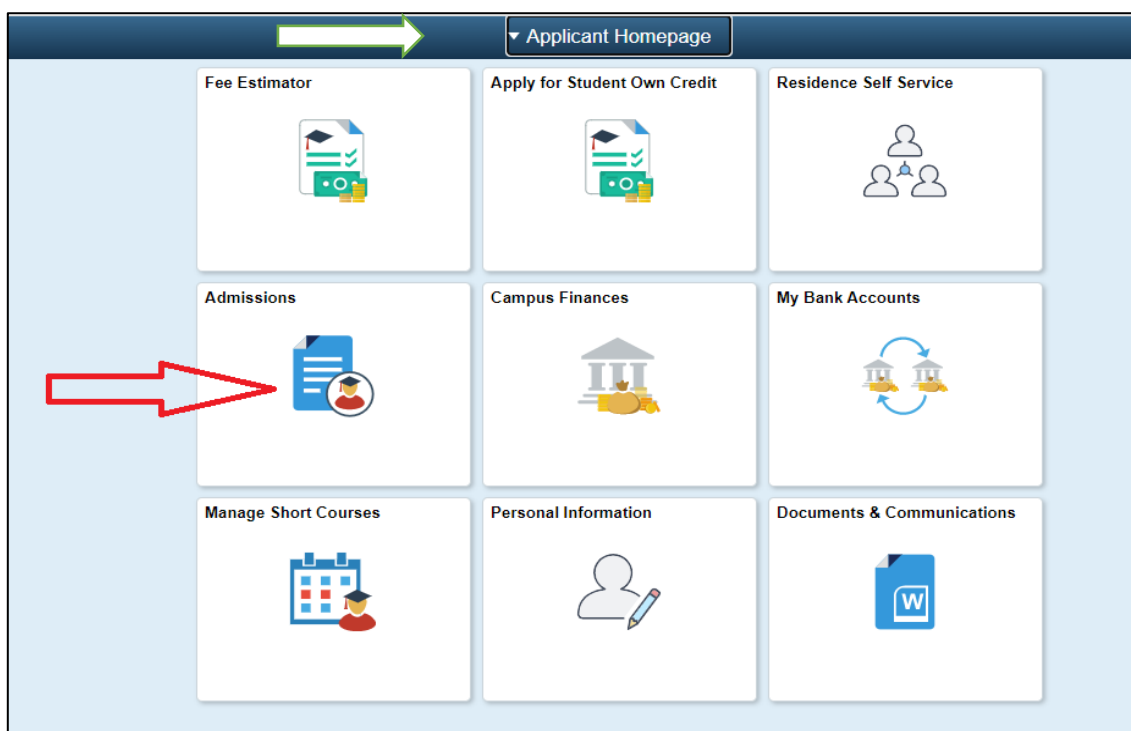 Applicant Homepage
Fee Estimator
Apply for Student Own Credit
Residence Self Service
Admissions
Campus Finances
My Bank Accounts
Manage Short Courses
Personal Information
Documents & Communications
W